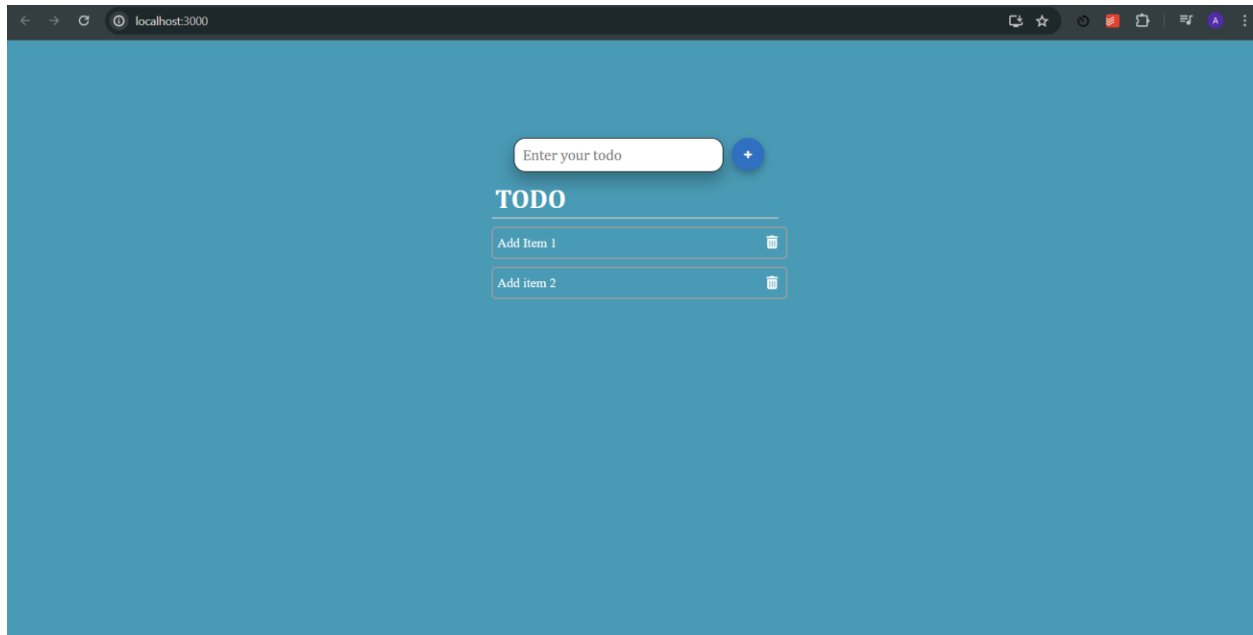 localhost:3000
A
Enter your todo
+
TODO
Add Item 1
Add item 2